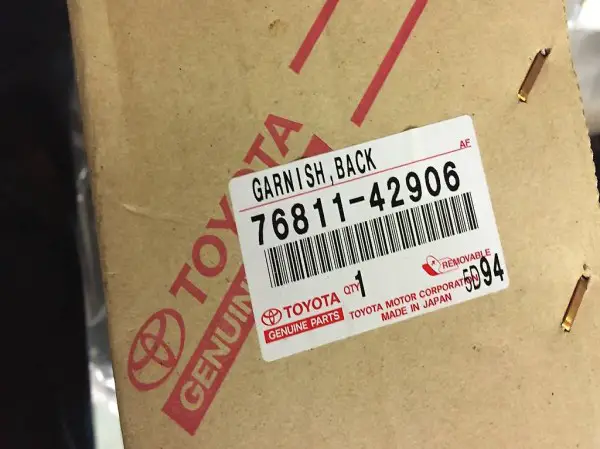 TOYOTA
GENUINE
GARNISH,BACK
AF
76811-42906
REMOVABLE
TOYOTA
GENUINE PARTS
QTY 1
TOYOTA MOTOR CORPORATION
MADE IN JAPAN
5D94